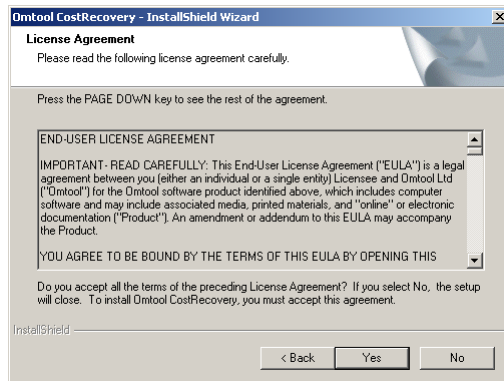 Omtool CostRecovery - InstallShield Wizard
License Agreement
Please read the following license agreement carefully.
Press the PAGE DOWN key to see the rest of the agreement.
END-USER LICENSE AGREEMENT
IMPORTANT- READ CAREFULLY: This End-User License Agreement ("EULA") is a legal
agreement between you (either an individual or a single entity) Licensee and Omtool Ltd
("Omtool") for the Omtool software product identified above, which includes computer
software and may include associated media, printed materials, and "online" or electronic
documentation ("Product"). An amendment or addendum to this EULA may accompany
the Product.
YOU AGREE TO BE BOUND BY THE TERMS OF THIS EULA BY OPENING THIS
Do you accept all the terms of the preceding License Agreement? If you select No, the setup
will close. To install Omtool CostRecovery, you must accept this agreement.
InstallShield
< Back Yes No